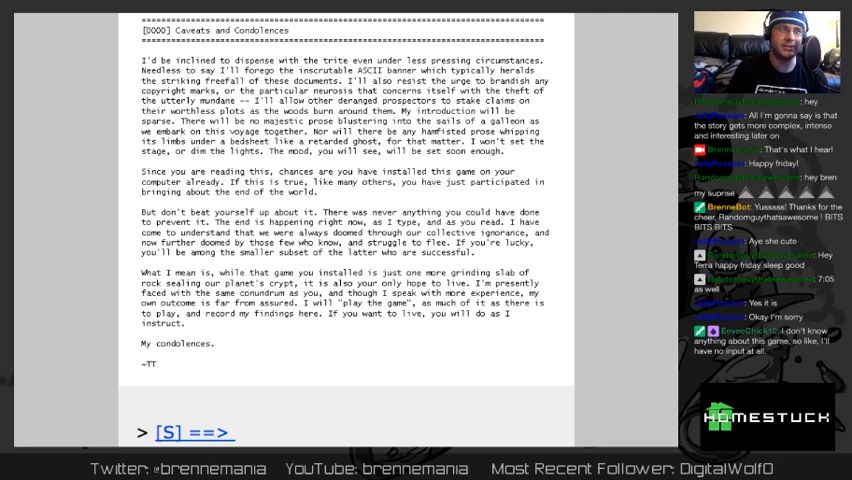 [0000] Caveats and Condolences
I'd be inclined to dispense with the trite even under less pressing circumstances.
Needless to say I'll forego the inscrutable ASCII banner which typically heralds
the striking freefall of these documents. I'll also resist the urge to brandish any
copyright marks, or the particular neurosis that concerns itself with the theft of
the utterly mundane -- I'll allow other deranged prospectors to stake claims on
their worthless plots as the woods burn around them. My introduction will be
sparse. There will be no majestic prose blustering into the sails of a galleon as
we embark on this voyage together. Nor will there be any hamfisted prose whipping
its limbs under a bedsheet like a retarded ghost, for that matter. I won't set the
stage, or dim the lights. The mood, you will see, will be set soon enough.
Since you are reading this, chances are you have installed this game on your
computer already. If this is true, like many others, you have just participated in
bringing about the end of the world.
But don't beat yourself up about it. There was never anything you could have done
to prevent it. The end is happening right now, as I type, and as you read. I have
come to understand that we were always doomed through our collective ignorance, and
now further doomed by those few who know, and struggle to flee. If you're lucky,
you'll be among the smaller subset of the latter who are successful.
What I mean is, while that game you installed is just one more grinding slab of
rock sealing our planet's crypt, it is also your only hope to live. I'm presently
faced with the same conundrum as you, and though I speak with more experience, my
own outcome is far from assured. I will "play the game", as much of it as there is
to play, and record my findings here. If you want to live, you will do as I
instruct.
My condolences.
~TT
> [S] ==>
Randomguythatsawesome: hey
All I'm gonna say is that
the story gets more complex, intense
and interesting later on
That's what I hear!
Happy friday!
Randomguythatsawesome: hey bren
my suprise
BrenneBot: Yusssss! Thanks for the
cheer, Randomguythatsawesome ! BITS
BITS BITS
Aye she cute
Randomguythatsawesome: Hey
Terra happy friday sleep good
Randomguythatsawesome: 7:05
as well
Yes it is
Okay I'm sorry
EeveeChick10: I don't know
anything about this game, so like, I'll
have no input at all.
HOMESTUCK
Twitter: @brennemania YouTube: brennemania Most Recent Follower: DigitalWolf0